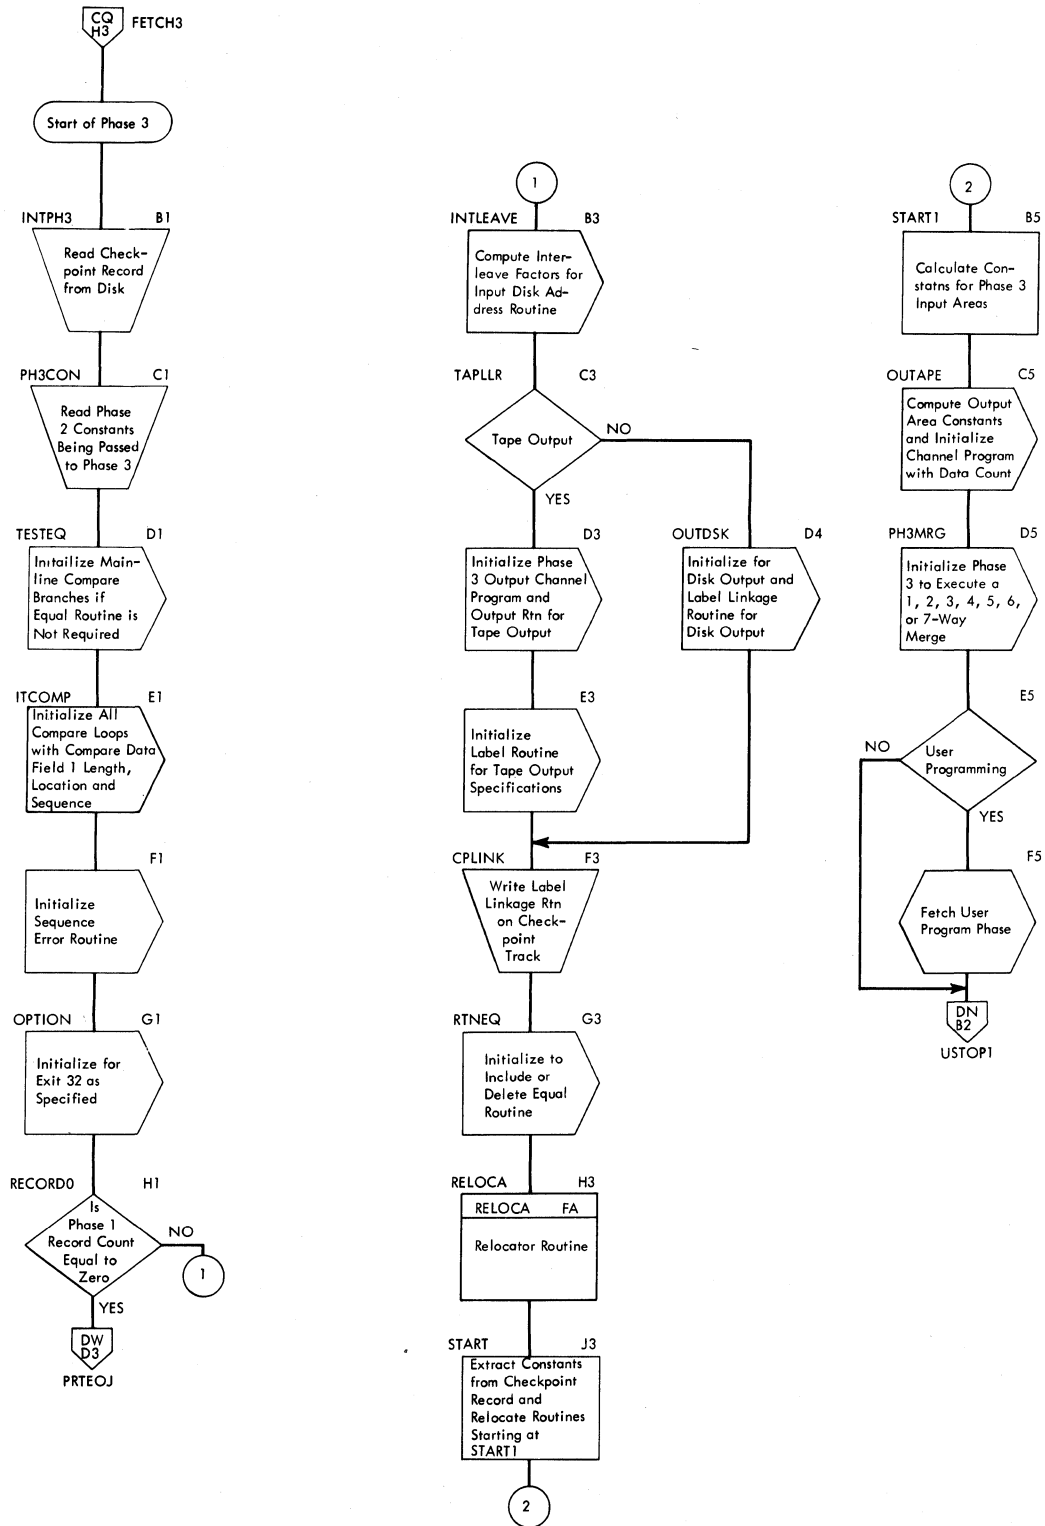 CQ
H3
FETCH3
Start of Phase 3
INTPH3 B1
Read Check-
point Record
from Disk
PH3CON C1
Read Phase
2 Constants
Being Passed
to Phase 3
TESTEQ D1
Initailize Main-
line Compare
Branches if
Equal Routine is
Not Required
ITCOMP E1
Initialize All
Compare Loops
with Compare Data
Field 1 Length,
Location and
Sequence
F1
Initialize
Sequence
Error Routine
OPTION G1
Initialize for
Exit 32 as
Specified
RECORD0 H1
Is
Phase 1
Record Count
Equal to
Zero
NO
1
YES
DW
D3
PRTEOJ
1
INTLEAVE B3
Compute Inter-
leave Factors for
Input Disk Ad-
dress Routine
TAPLLR C3
Tape Output
NO
YES
D3
Initialize Phase
3 Output Channel
Program and
Output Rtn for
Tape Output
OUTDSK D4
Initialize for
Disk Output and
Label Linkage
Routine for
Disk Output
E3
Initialize
Label Routine
for Tape Output
Specifications
CPLINK F3
Write Label
Linkage Rtn
on Check-
point
Track
RTNEQ G3
Initialize to
Include or
Delete Equal
Routine
RELOCA H3
RELOCA FA
Relocator Routine
START J3
Extract Constants
from Checkpoint
Record and
Relocate Routines
Starting at
START1
2
2
START1 B5
Calculate Con-
statns for Phase 3
Input Areas
OUTAPE C5
Compute Output
Area Constants
and Initialize
Channel Program
with Data Count
PH3MRG D5
Initialize Phase
3 to Execute a
1, 2, 3, 4, 5, 6,
or 7-Way
Merge
E5
User
Programming
NO
YES
F5
Fetch User
Program Phase
DN
B2
USTOP1